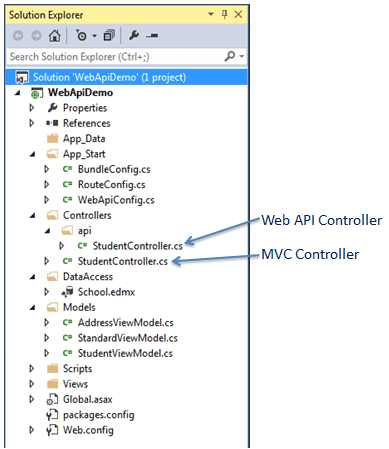 Solution Explorer
Search Solution Explorer (Ctrl+;)
Solution 'WebApiDemo' (1 project)
WebApiDemo
Properties
References
App_Data
App_Start
BundleConfig.cs
RouteConfig.cs
WebApiConfig.cs
Controllers
api
StudentController.cs
Web API Controller
StudentController.cs
MVC Controller
DataAccess
School.edmx
Models
AddressViewModel.cs
StandardViewModel.cs
StudentViewModel.cs
Scripts
Views
Global.asax
packages.config
Web.config